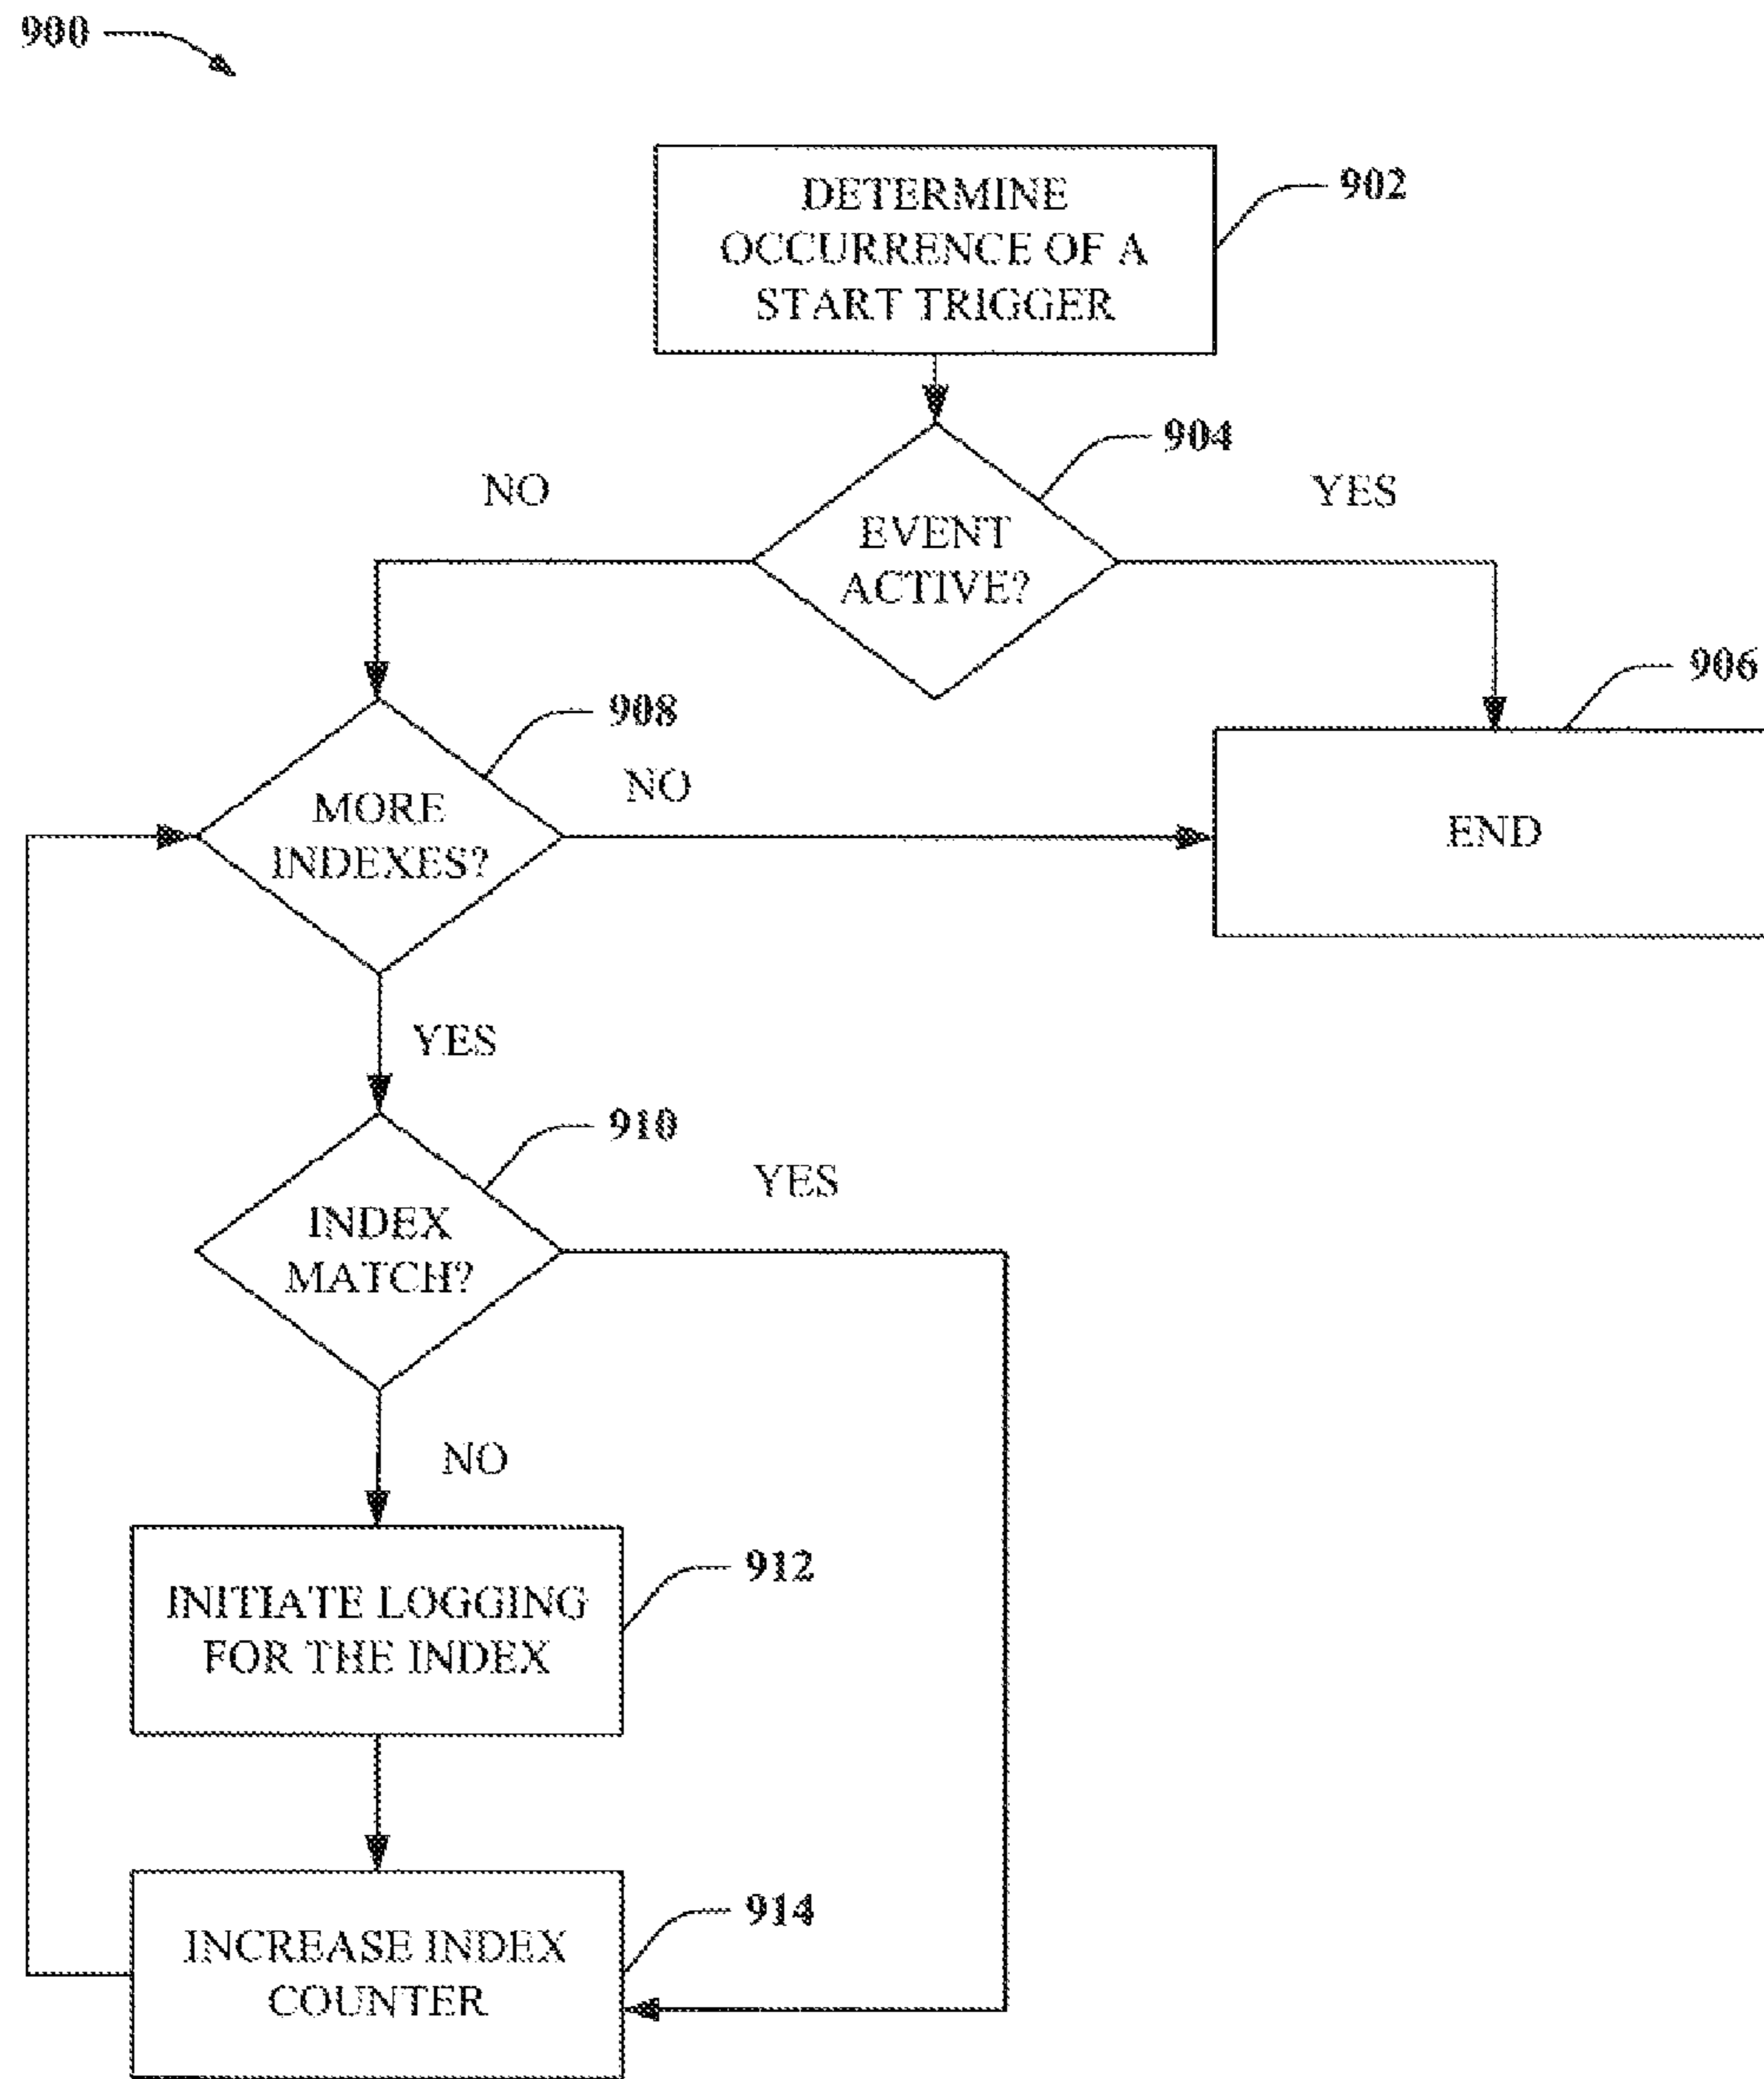 900
DETERMINE
OCCURRENCE OF A
START TRIGGER
902
904
NO
YES
EVENT
ACTIVE?
906
908
NO
MORE
INDEXES?
END
YES
910
YES
INDEX
MATCH?
NO
912
INITIATE LOGGING
FOR THE INDEX
914
INCREASE INDEX
COUNTER